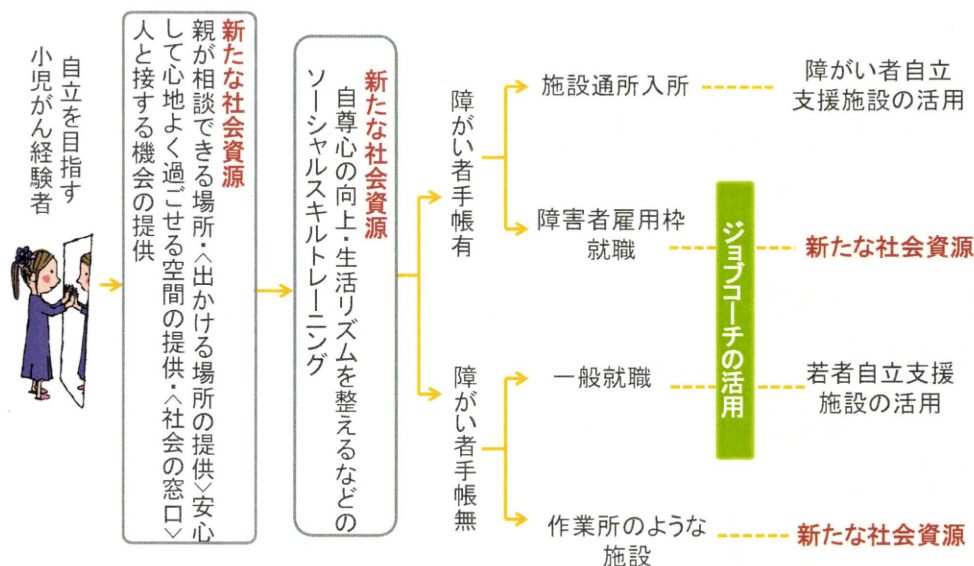 自立を目指す
小児がん経験者
新たな社会資源
親が相談できる場所・〈出かける場所の提供〉安心
して心地よく過ごせる空間の提供・〈社会の窓口〉
人と接する機会の提供
新たな社会資源
自尊心の向上・生活リズムを整えるなどの
ソーシャルスキルトレーニング
障がい者手帳有
施設通所入所
障がい者自立
支援施設の活用
障害者雇用枠
就職
新たな社会資源
ジョブコーチの活用
障がい者手帳無
一般就職
若者自立支援
施設の活用
作業所のような
施設
新たな社会資源